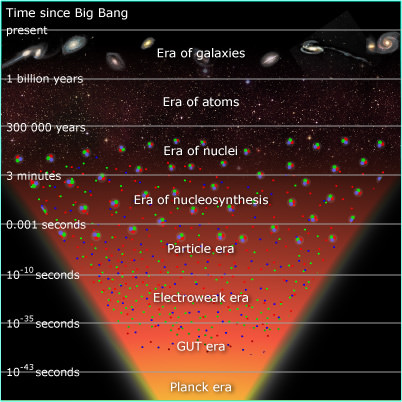 Time since Big Bang
present
Era of galaxies
1 billion years
Era of atoms
300 000 years
Era of nuclei
3 minutes
Era of nucleosynthesis
0.001 seconds
Particle era
10⁻¹⁰ seconds
Electroweak era
10⁻³⁵ seconds
GUT era
10⁻⁴³ seconds
Planck era